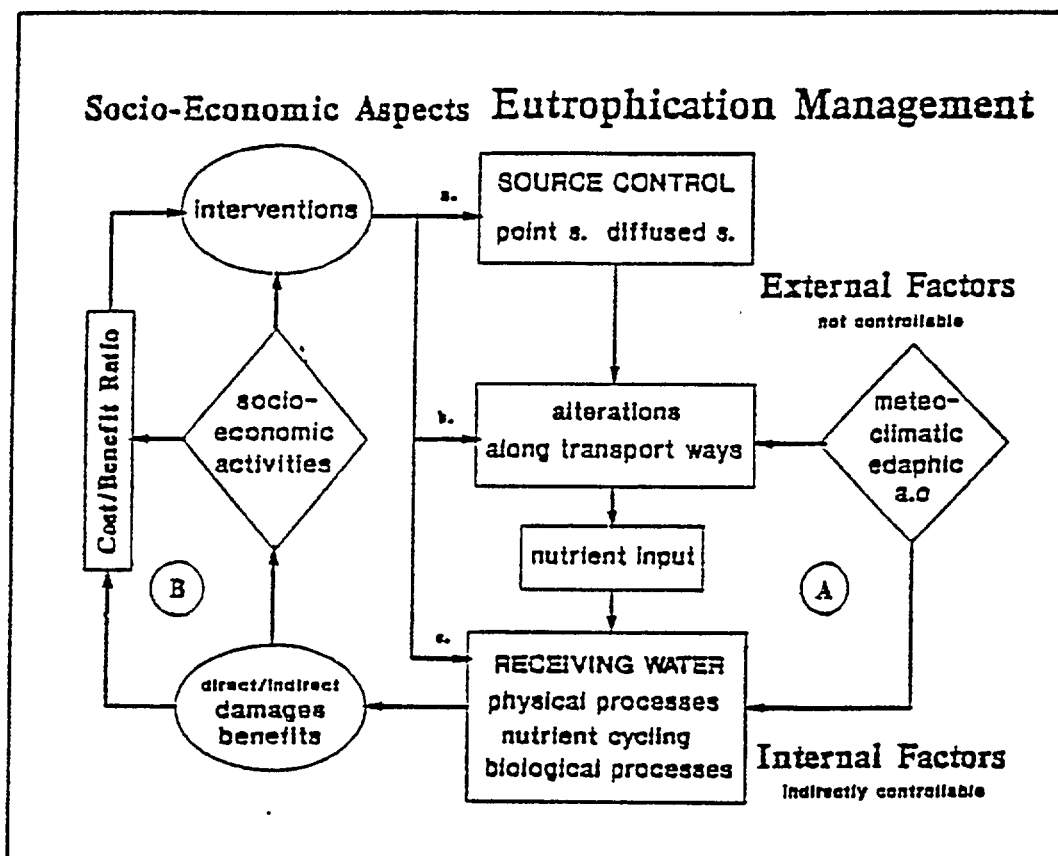 Socio-Economic Aspects Eutrophication Management
interventions
a.
SOURCE CONTROL
point s. diffused s.
External Factors
not controllable
Cost/Benefit Ratio
socio-
economic
activities
b.
alterations
along transport ways
meteo-
climatic
edaphic
a.o
nutrient input
B
A
c.
direct/indirect
damages
benefits
RECEIVING WATER
physical processes
nutrient cycling
biological processes
Internal Factors
indirectly controllable